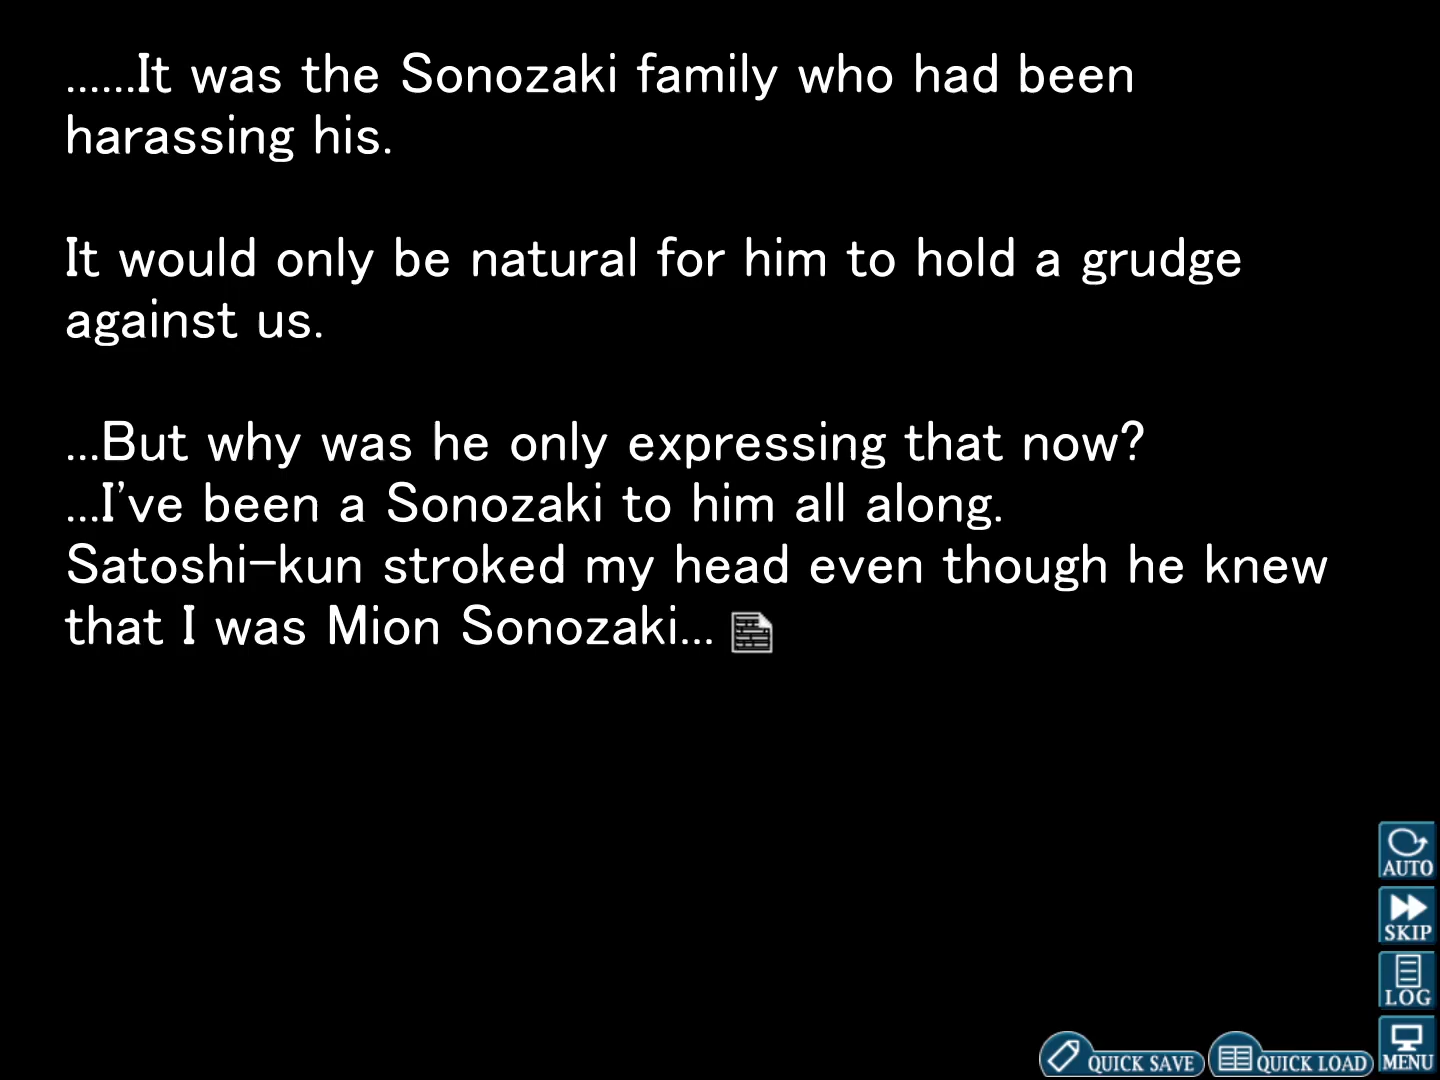 ......It was the Sonozaki family who had been
harassing his.
It would only be natural for him to hold a grudge
against us.
...But why was he only expressing that now?
...I've been a Sonozaki to him all along.
Satoshi-kun stroked my head even though he knew
that I was Mion Sonozaki...
AUTO
SKIP
LOG
QUICK SAVE
QUICK LOAD
MENU